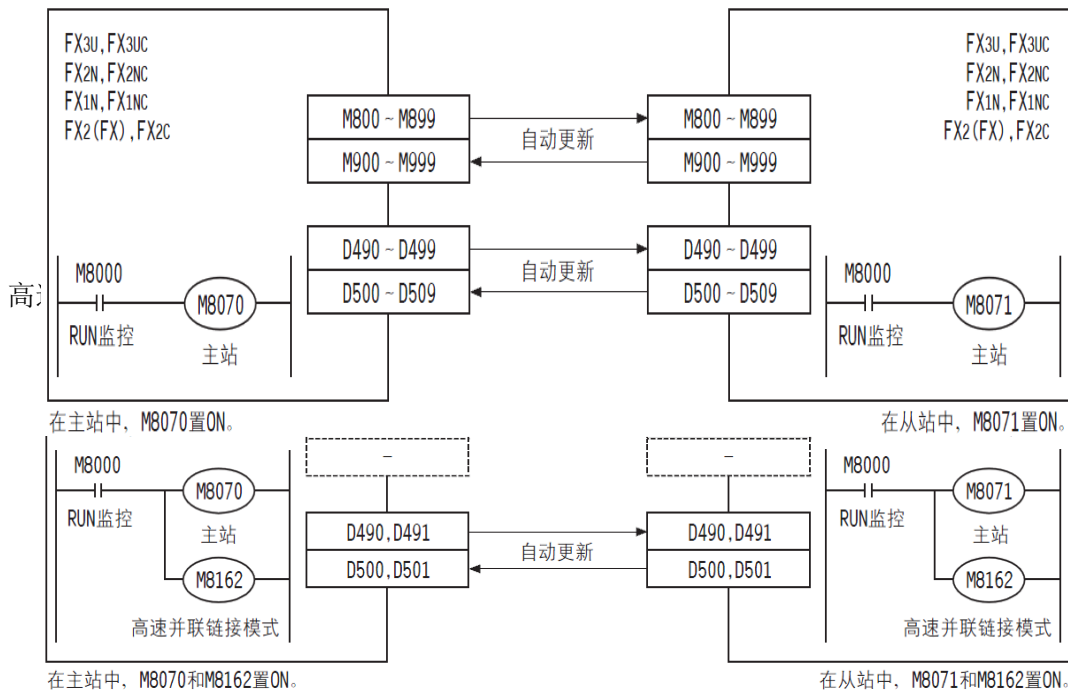 FX3U,FX3UC
FX2N,FX2NC
FX1N,FX1NC
FX2(FX),FX2C
FX3U,FX3UC
FX2N,FX2NC
FX1N,FX1NC
FX2(FX),FX2C
M800～M899
自动更新
M800～M899
M900～M999
M900～M999
D490～D499
自动更新
D490～D499
D500～D509
D500～D509
M8000
M8070
RUN监控
主站
高
M8000
M8071
RUN监控
主站
在主站中，M8070置ON。
在从站中，M8071置ON。
–
–
M8000
M8070
RUN监控
主站
M8162
高速并联链接模式
D490,D491
自动更新
D490,D491
D500,D501
D500,D501
M8000
M8071
RUN监控
主站
M8162
高速并联链接模式
在主站中，M8070和M8162置ON。
在从站中，M8071和M8162置ON。